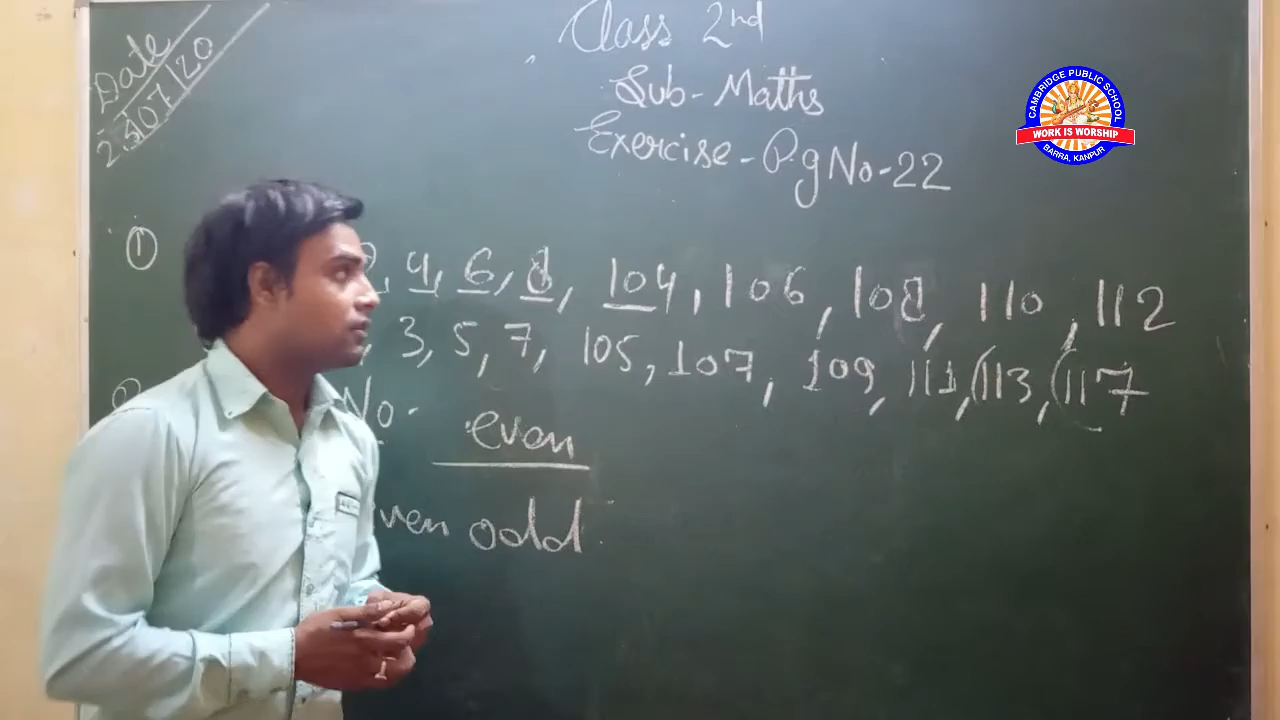 Date
23/07/20
Class 2nd
Sub - Maths
Exercise - Pg No - 22
CAMBRIDGE PUBLIC SCHOOL
WORK IS WORSHIP
BARRA, KANPUR
① 2, 4, 6, 8, 104, 106, 108, 110, 112
3, 5, 7, 105, 107, 109, 111, 113, 117
No. even
even odd